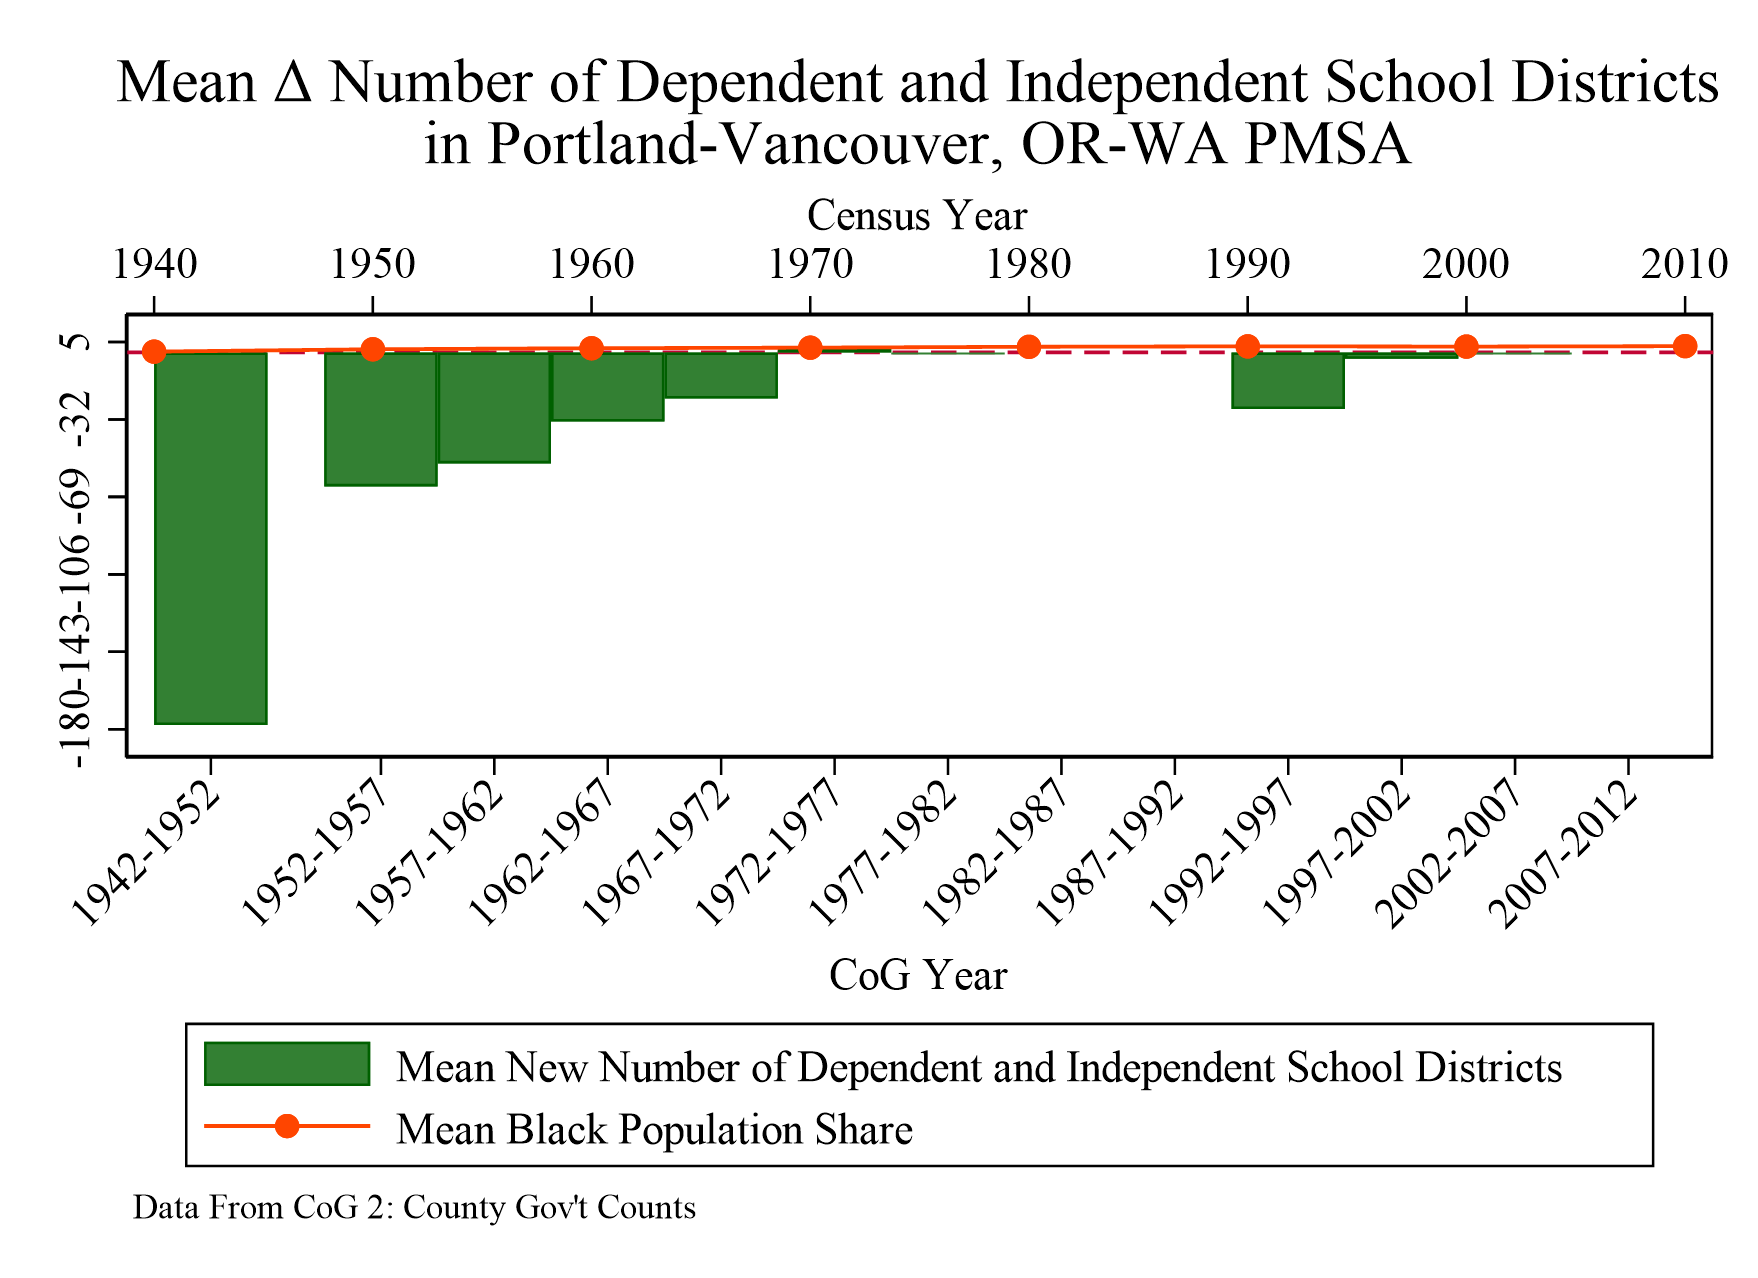 Mean Δ Number of Dependent and Independent School Districts
in Portland-Vancouver, OR-WA PMSA
Census Year
1940 1950 1960 1970 1980 1990 2000 2010
5
-32
-69
-106
-143
-180
1942-1952 1952-1957 1957-1962 1962-1967 1967-1972 1972-1977 1977-1982 1982-1987 1987-1992 1992-1997 1997-2002 2002-2007 2007-2012
CoG Year
Mean New Number of Dependent and Independent School Districts
Mean Black Population Share
Data From CoG 2: County Gov't Counts